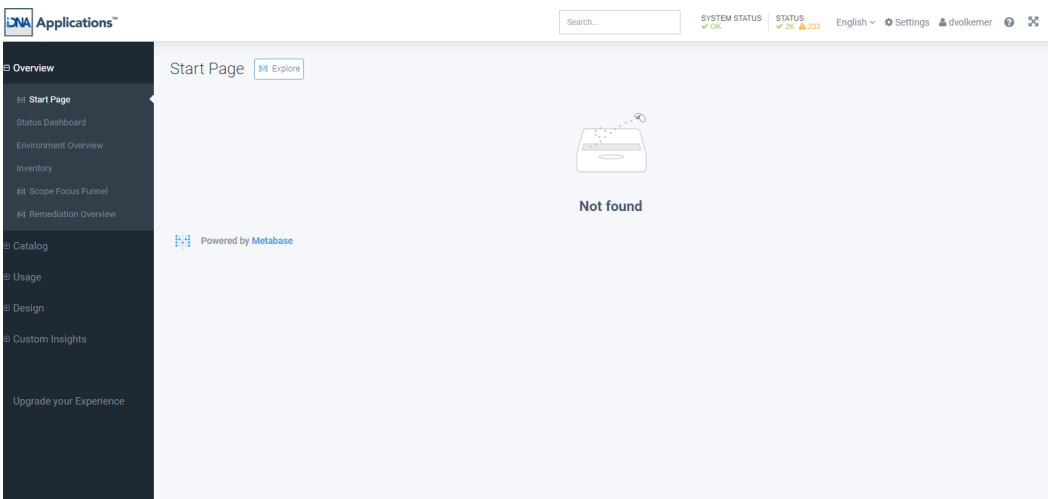 iDNA Applications™
Search...
SYSTEM STATUS
OK
STATUS
2K 233
English
Settings
dvolkemer
Overview
Start Page
Status Dashboard
Environment Overview
Inventory
Scope Focus Funnel
Remediation Overview
Catalog
Usage
Design
Custom Insights
Upgrade your Experience
Start Page
Explore
Not found
Powered by Metabase